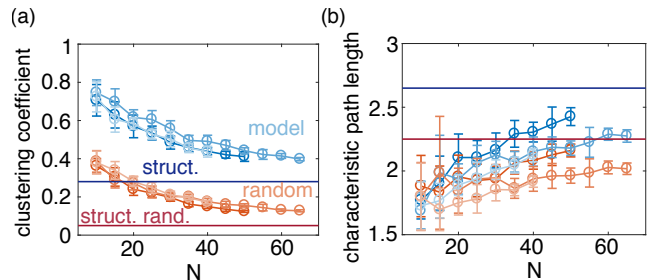 (a)
clustering coefficient
1
0.8
0.6
0.4
0.2
0
model
struct.
random
struct. rand.
20
40
60
N
(b)
characteristic path length
3
2.5
2
1.5
20
40
60
N